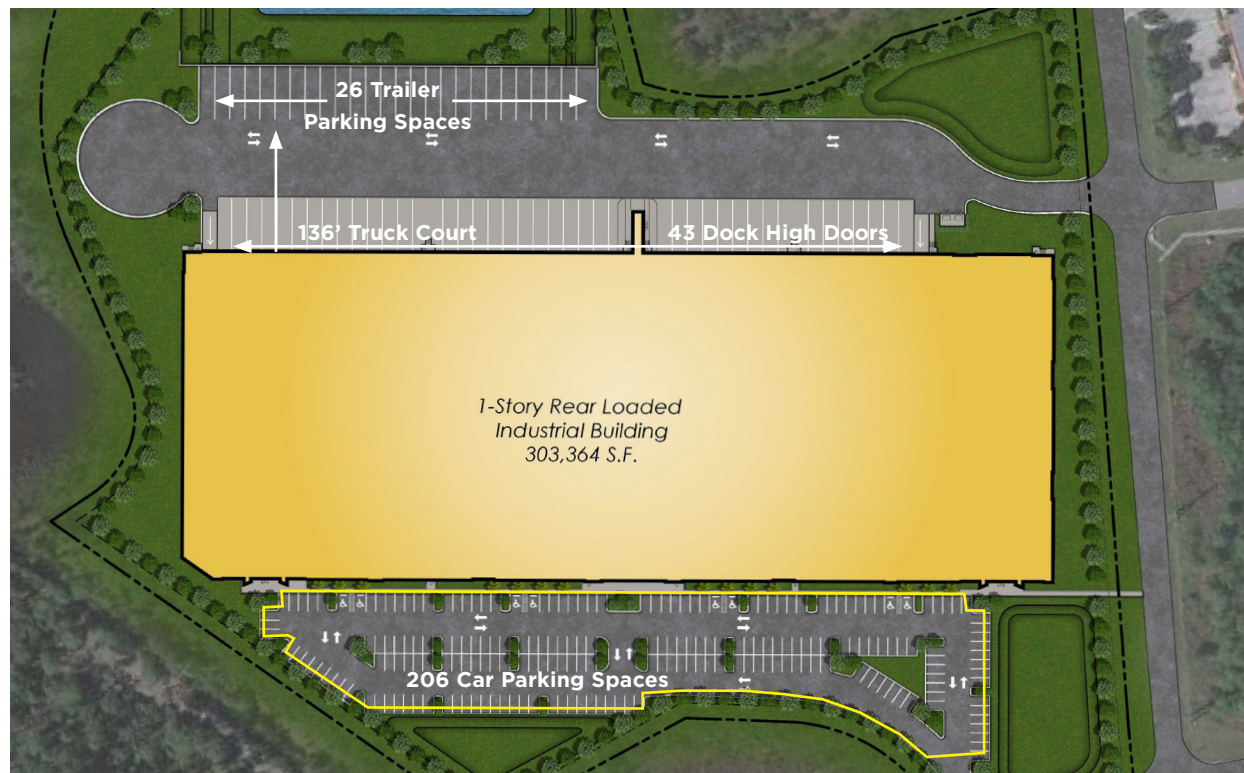 26 Trailer
Parking Spaces
136’ Truck Court
43 Dock High Doors
1-Story Rear Loaded
Industrial Building
303,364 S.F.
206 Car Parking Spaces